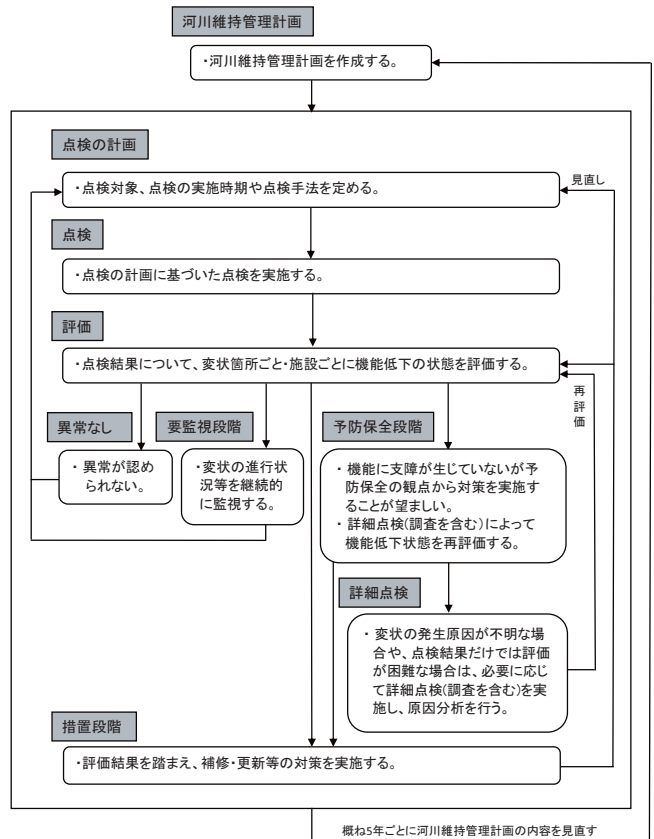 河川維持管理計画
・河川維持管理計画を作成する。
点検の計画
・点検対象、点検の実施時期や点検手法を定める。
見直し
点検
・点検の計画に基づいた点検を実施する。
評価
・点検結果について、変状箇所ごと・施設ごとに機能低下の状態を評価する。
再評価
異常なし
・ 異常が認め
られない。
要監視段階
・変状の進行状
況等を継続的
に監視する。
予防保全段階
・ 機能に支障が生じていないが予
防保全の観点から対策を実施す
ることが望ましい。
・ 詳細点検(調査を含む)によって
機能低下状態を再評価する。
詳細点検
・ 変状の発生原因が不明な場
合や、点検結果だけでは評価
が困難な場合は、必要に応じ
て詳細点検(調査を含む)を実
施し、原因分析を行う。
措置段階
・評価結果を踏まえ、補修・更新等の対策を実施する。
概ね5年ごとに河川維持管理計画の内容を見直す